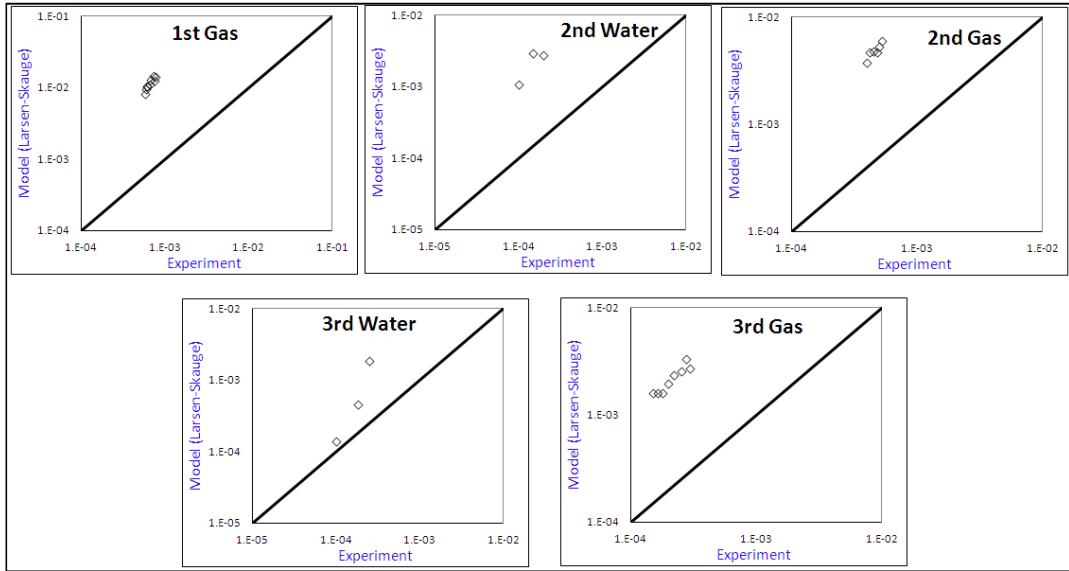 1st Gas
Model (Larsen-Skauge)
1.E-01
1.E-02
1.E-03
1.E-04
1.E-04 1.E-03 1.E-02 1.E-01
Experiment
2nd Water
Model (Larsen-Skauge)
1.E-02
1.E-03
1.E-04
1.E-05
1.E-05 1.E-04 1.E-03 1.E-02
Experiment
2nd Gas
Model (Larsen-Skauge)
1.E-02
1.E-03
1.E-04
1.E-04 1.E-03 1.E-02
Experiment
3rd Water
Model (Larsen-Skauge)
1.E-02
1.E-03
1.E-04
1.E-05
1.E-05 1.E-04 1.E-03 1.E-02
Experiment
3rd Gas
Model (Larsen-Skauge)
1.E-02
1.E-03
1.E-04
1.E-04 1.E-03 1.E-02
Experiment